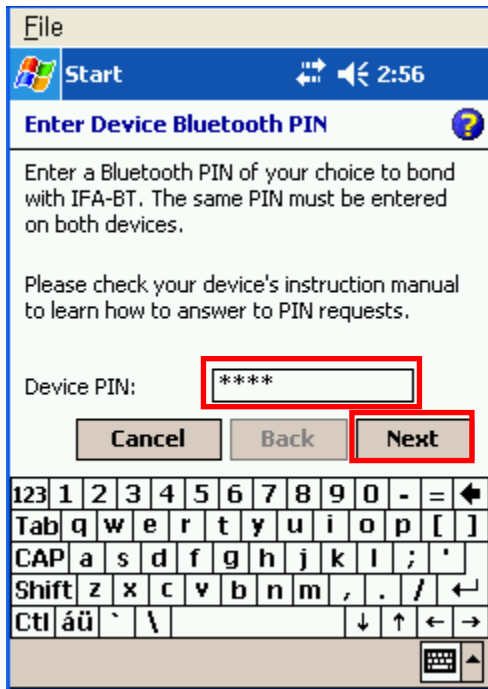 File
Start 2:56
Enter Device Bluetooth PIN ?
Enter a Bluetooth PIN of your choice to bond
with IFA-BT. The same PIN must be entered
on both devices.
Please check your device's instruction manual
to learn how to answer to PIN requests.
Device PIN: ****
Cancel Back Next
123 1 2 3 4 5 6 7 8 9 0 - = 🡸
Tab q w e r t y u i o p [ ]
CAP a s d f g h j k l ; '
Shift z x c v b n m , . / ↵
Ctl áü ` \ ↓ ↑ ← →